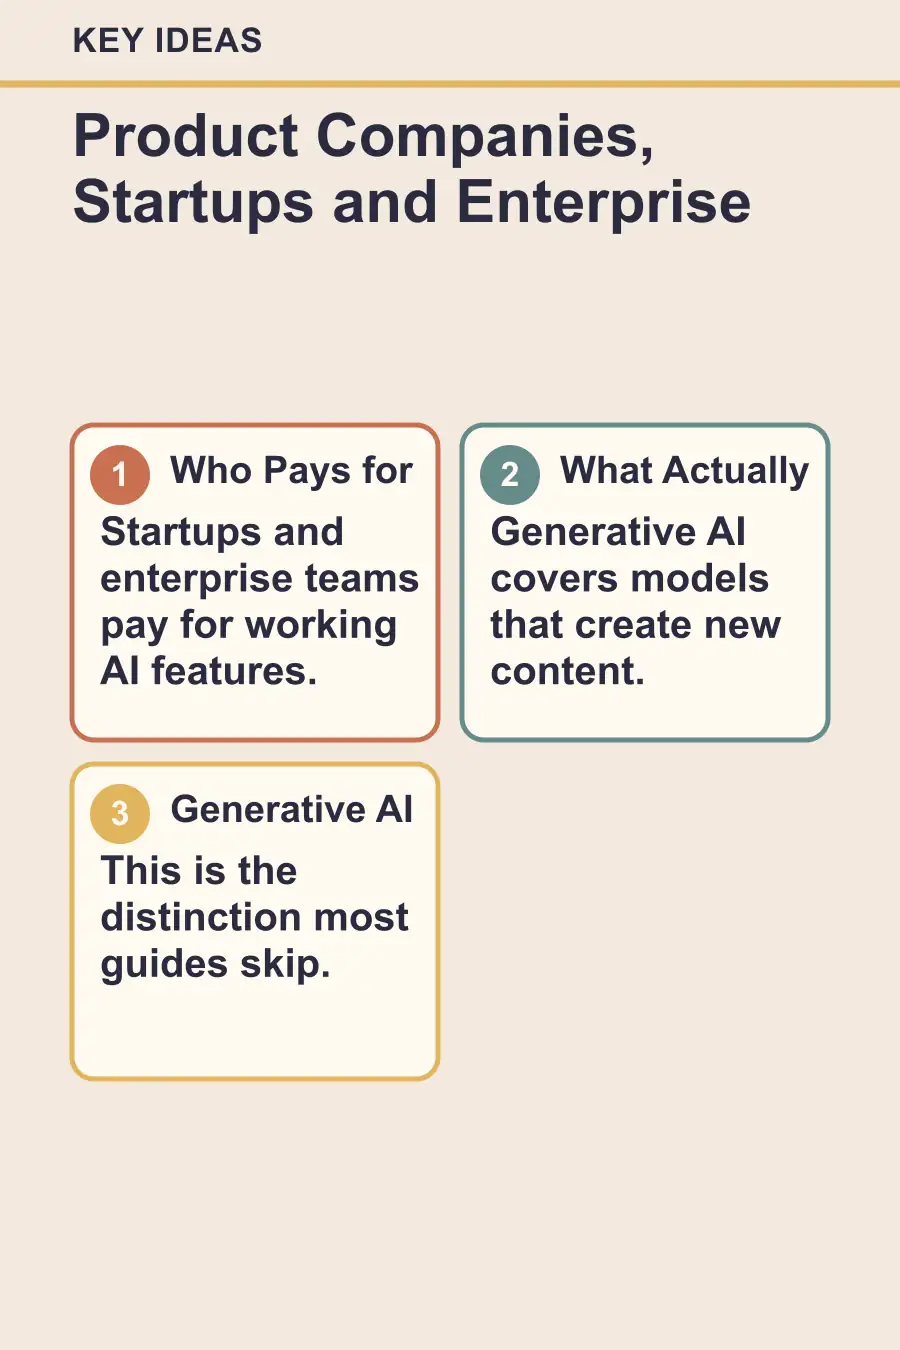 KEY IDEAS
Product Companies,
Startups and Enterprise
1 Who Pays for
Startups and
enterprise teams
pay for working
AI features.
2 What Actually
Generative AI
covers models
that create new
content.
3 Generative AI
This is the
distinction most
guides skip.